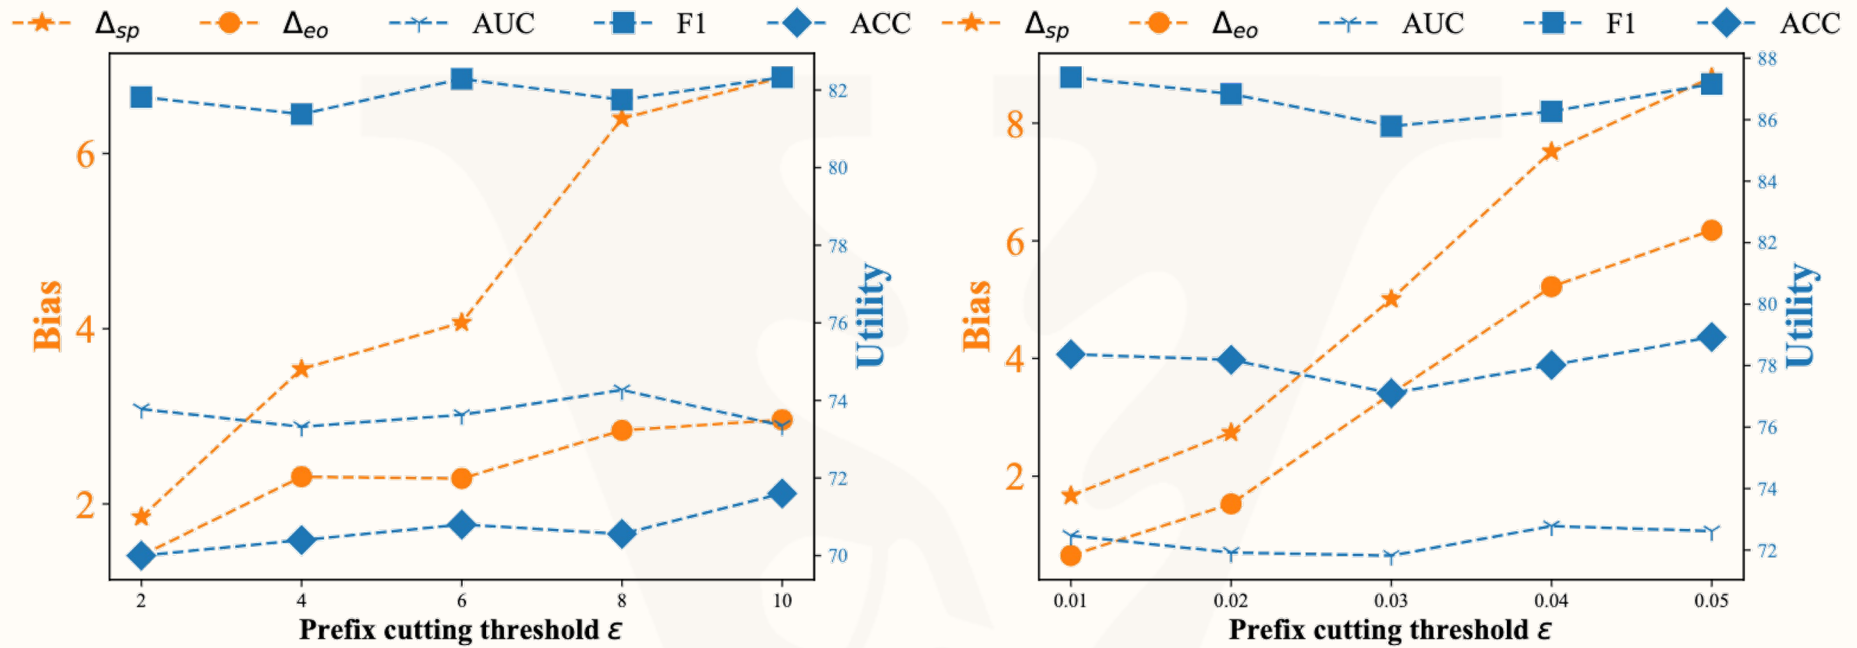 Δsp Δeo AUC F1 ACC
Bias
6
4
2
82
80
78
76
74
72
70
Utility
2 4 6 8 10
Prefix cutting threshold ε
Δsp Δeo AUC F1 ACC
Bias
8
6
4
2
88
86
84
82
80
78
76
74
72
Utility
0.01 0.02 0.03 0.04 0.05
Prefix cutting threshold ε